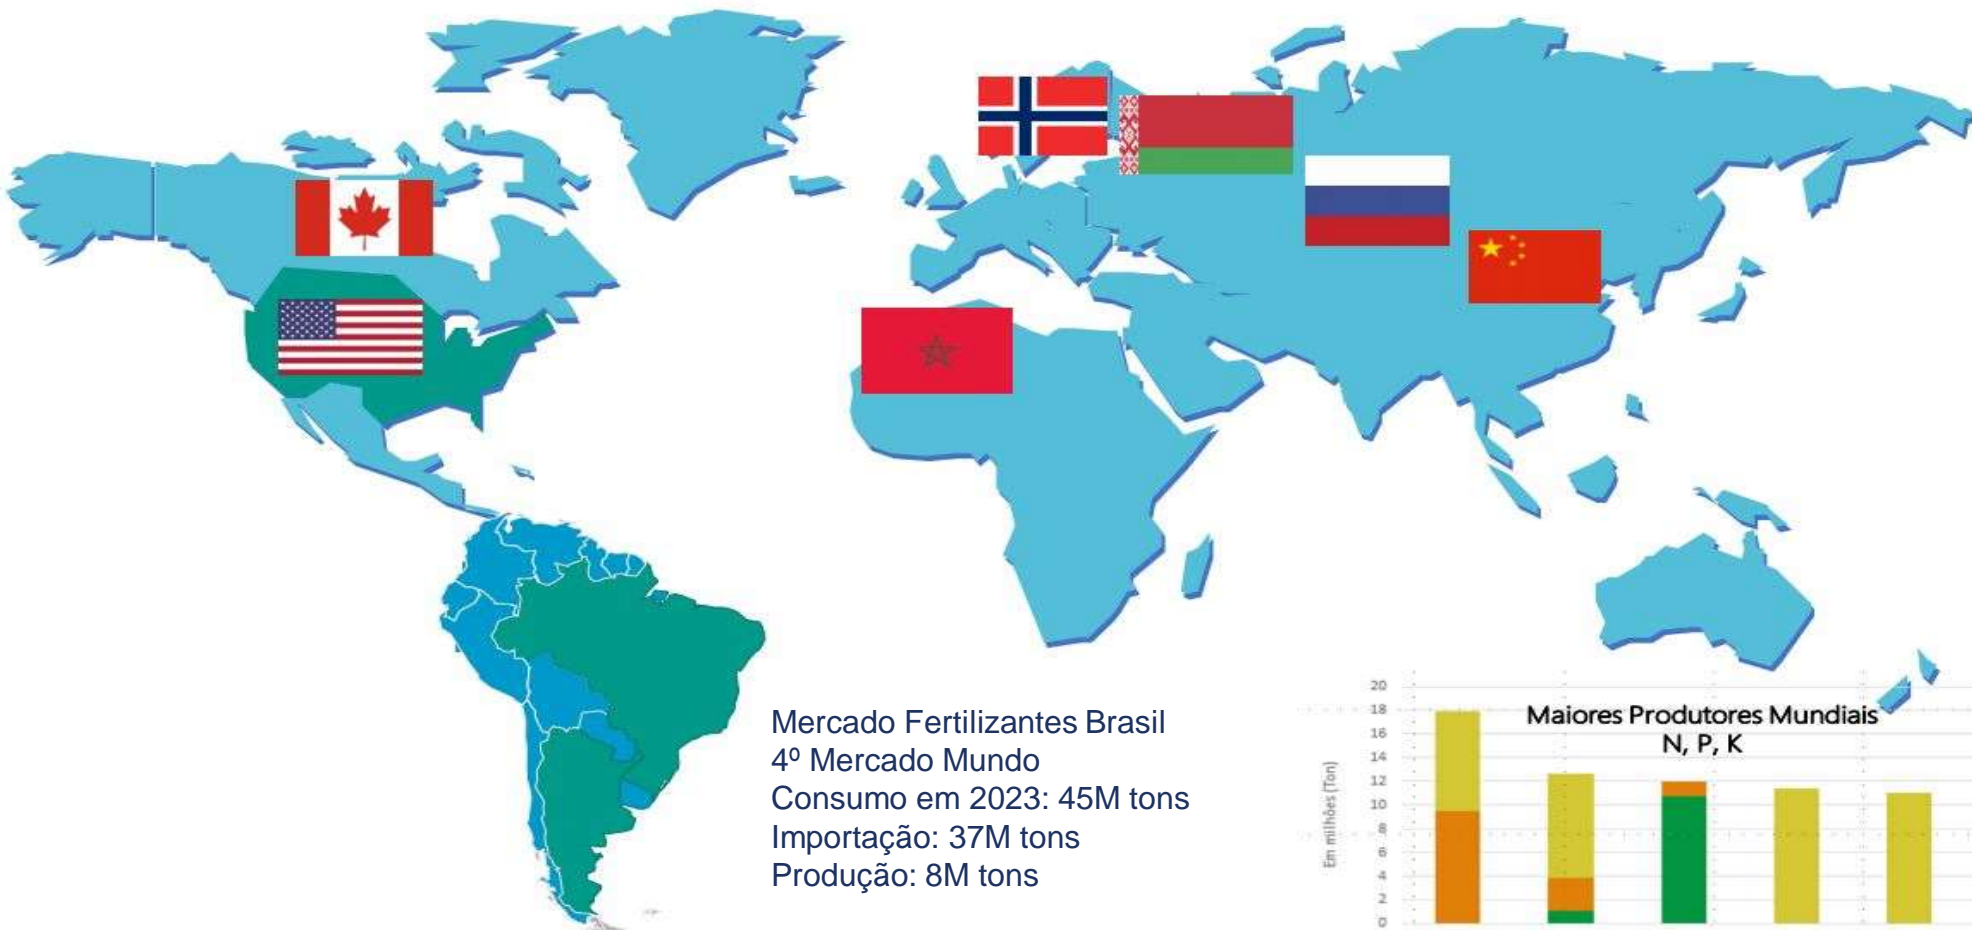 Mercado Fertilizantes Brasil
4º Mercado Mundo
Consumo em 2023: 45M tons
Importação: 37M tons
Produção: 8M tons
Maiores Produtores Mundiais
N, P, K
Em milhões (Ton)
20
18
16
14
12
10
8
6
4
2
0